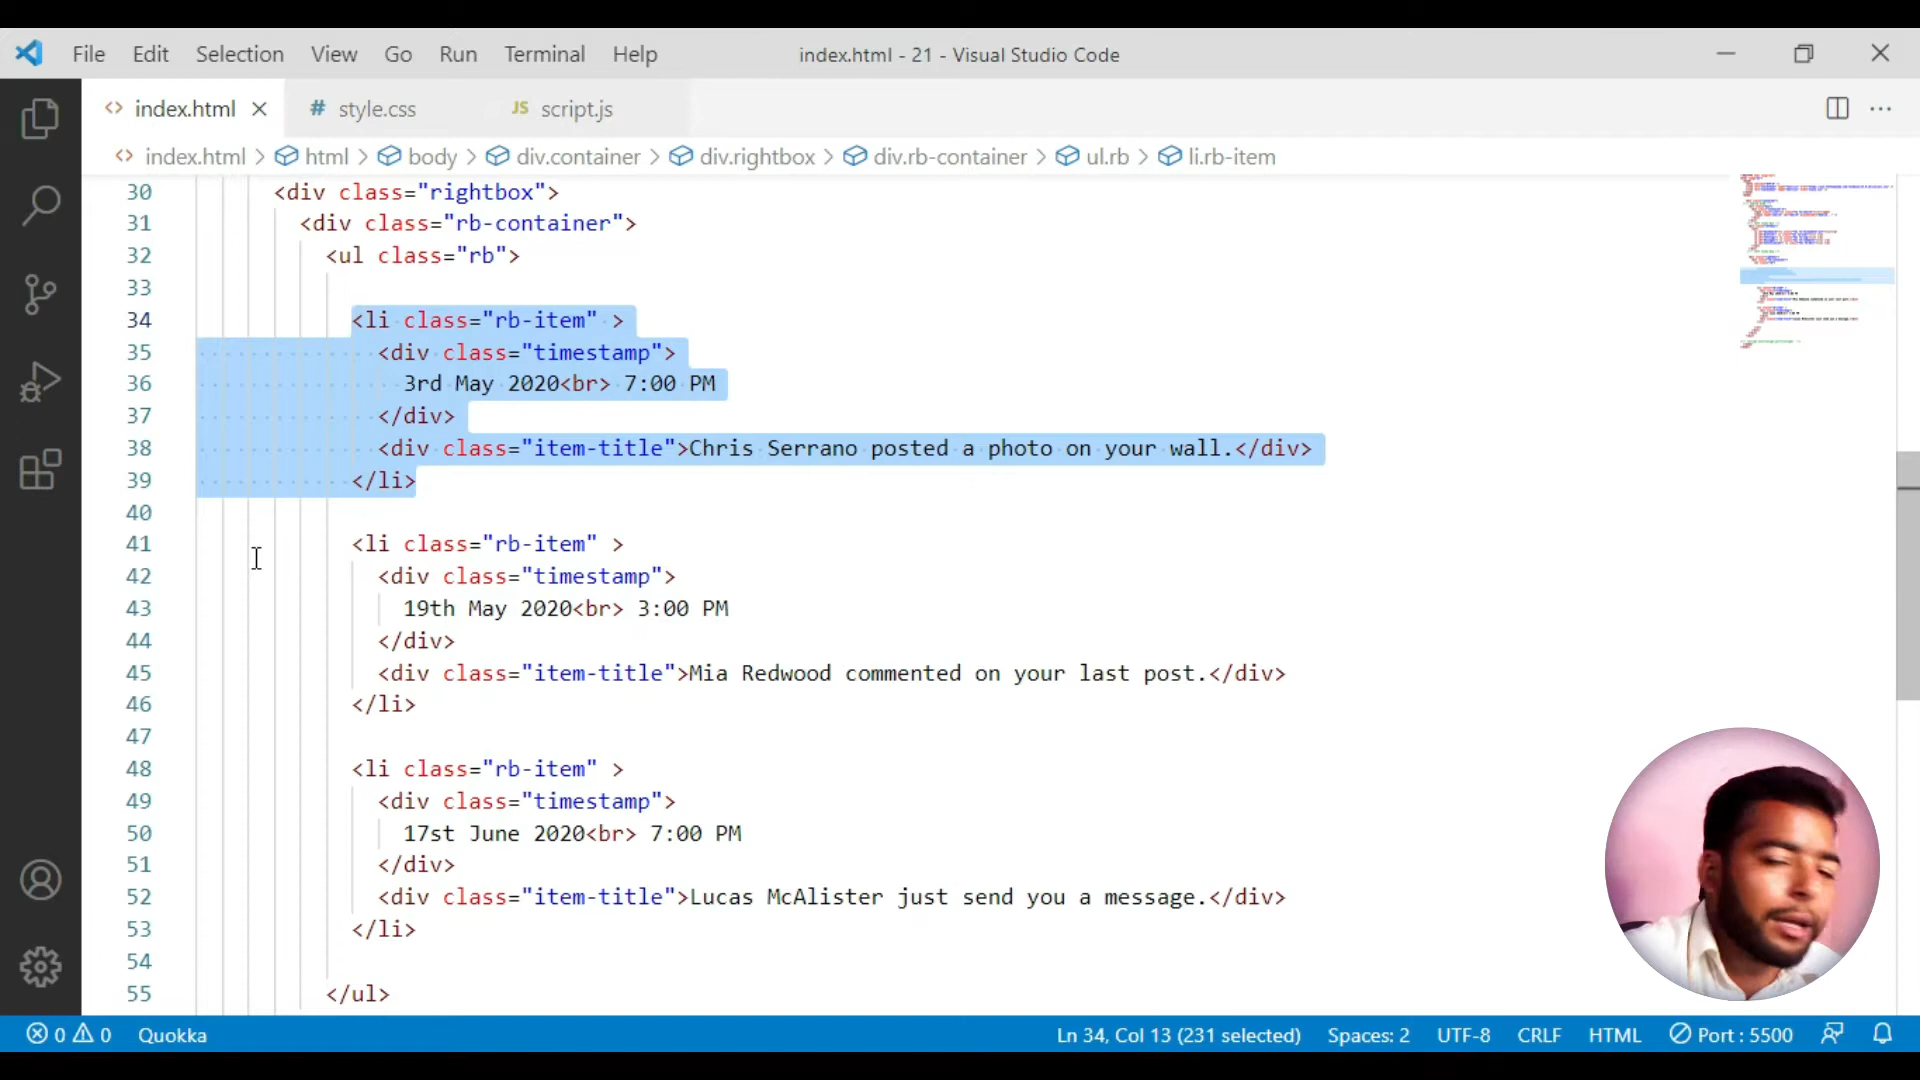 File Edit Selection View Go Run Terminal Help index.html - 21 - Visual Studio Code
<> index.html # style.css JS script.js
<> index.html > html > body > div.container > div.rightbox > div.rb-container > ul.rb > li.rb-item
30 <div class="rightbox">
31 <div class="rb-container">
32 <ul class="rb">
33
34 <li class="rb-item" >
35 <div class="timestamp">
36 3rd May 2020<br> 7:00 PM
37 </div>
38 <div class="item-title">Chris Serrano posted a photo on your wall.</div>
39 </li>
40
41 <li class="rb-item" >
42 <div class="timestamp">
43 19th May 2020<br> 3:00 PM
44 </div>
45 <div class="item-title">Mia Redwood commented on your last post.</div>
46 </li>
47
48 <li class="rb-item" >
49 <div class="timestamp">
50 17st June 2020<br> 7:00 PM
51 </div>
52 <div class="item-title">Lucas McAlister just send you a message.</div>
53 </li>
54
55 </ul>
0 0 Quokka Ln 34, Col 13 (231 selected) Spaces: 2 UTF-8 CRLF HTML Port : 5500